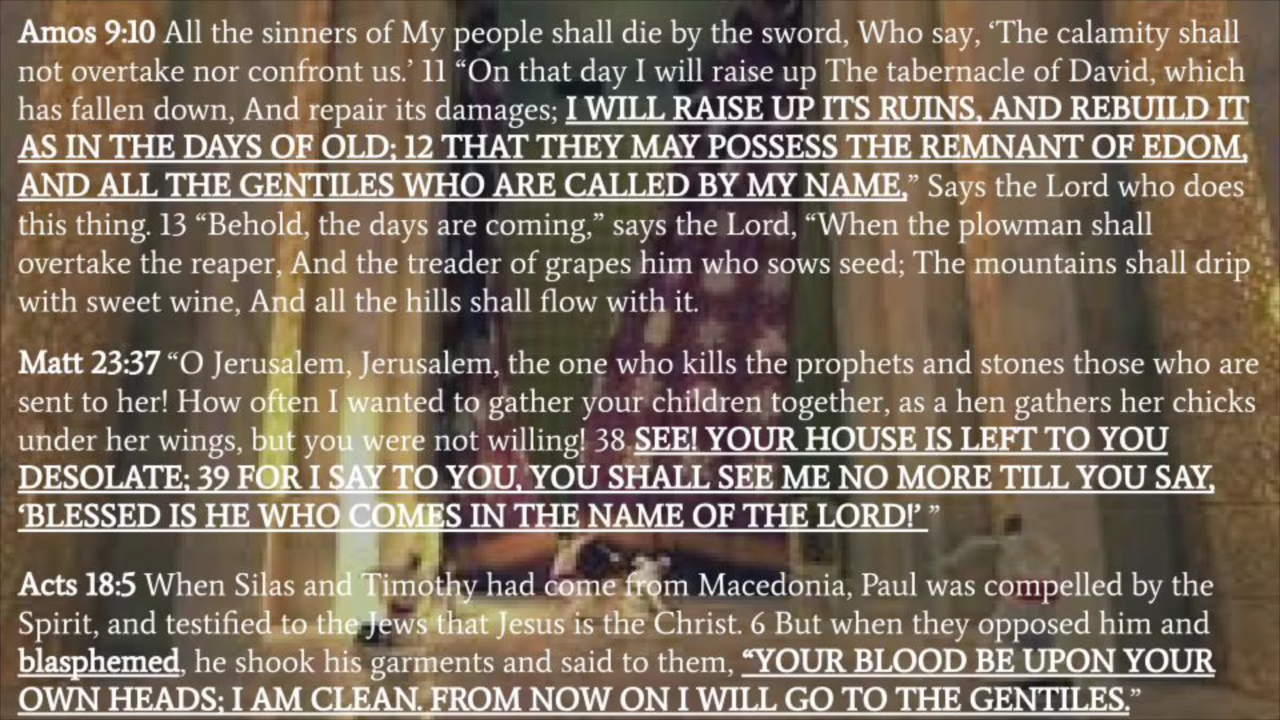 Amos 9:10 All the sinners of My people shall die by the sword, Who say, ‘The calamity shall
not overtake nor confront us.’ 11 “On that day I will raise up The tabernacle of David, which
has fallen down, And repair its damages; I WILL RAISE UP ITS RUINS, AND REBUILD IT
AS IN THE DAYS OF OLD; 12 THAT THEY MAY POSSESS THE REMNANT OF EDOM,
AND ALL THE GENTILES WHO ARE CALLED BY MY NAME,” Says the Lord who does
this thing. 13 “Behold, the days are coming,” says the Lord, “When the plowman shall
overtake the reaper, And the treader of grapes him who sows seed; The mountains shall drip
with sweet wine, And all the hills shall flow with it.
Matt 23:37 “O Jerusalem, Jerusalem, the one who kills the prophets and stones those who are
sent to her! How often I wanted to gather your children together, as a hen gathers her chicks
under her wings, but you were not willing! 38 SEE! YOUR HOUSE IS LEFT TO YOU
DESOLATE; 39 FOR I SAY TO YOU, YOU SHALL SEE ME NO MORE TILL YOU SAY,
‘BLESSED IS HE WHO COMES IN THE NAME OF THE LORD!’ ”
Acts 18:5 When Silas and Timothy had come from Macedonia, Paul was compelled by the
Spirit, and testified to the Jews that Jesus is the Christ. 6 But when they opposed him and
blasphemed, he shook his garments and said to them, “YOUR BLOOD BE UPON YOUR
OWN HEADS; I AM CLEAN. FROM NOW ON I WILL GO TO THE GENTILES.”